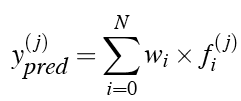 y_{pred}^{(j)} = \sum_{i=0}^{N} w_i \times f_i^{(j)}